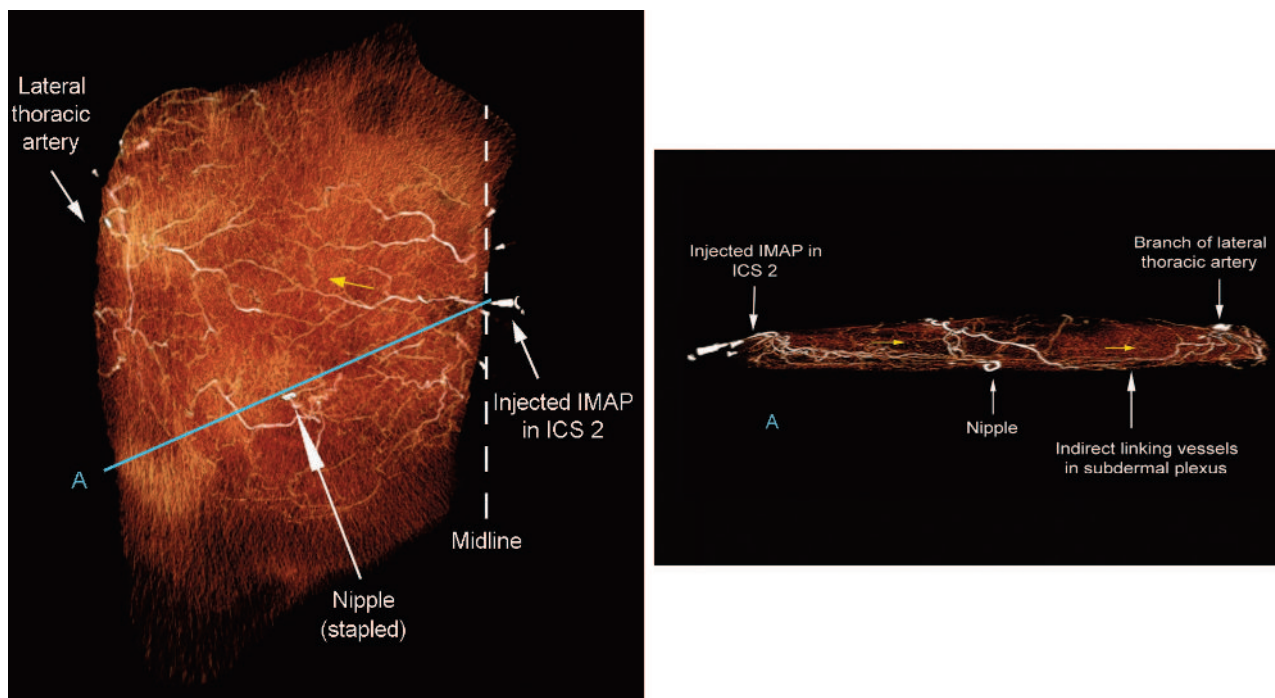 Lateral
thoracic
artery
Injected IMAP
in ICS 2
A
Midline
Nipple
(stapled)
Injected IMAP in
ICS 2
Branch of lateral
thoracic artery
A
Nipple
Indirect linking vessels
in subdermal plexus